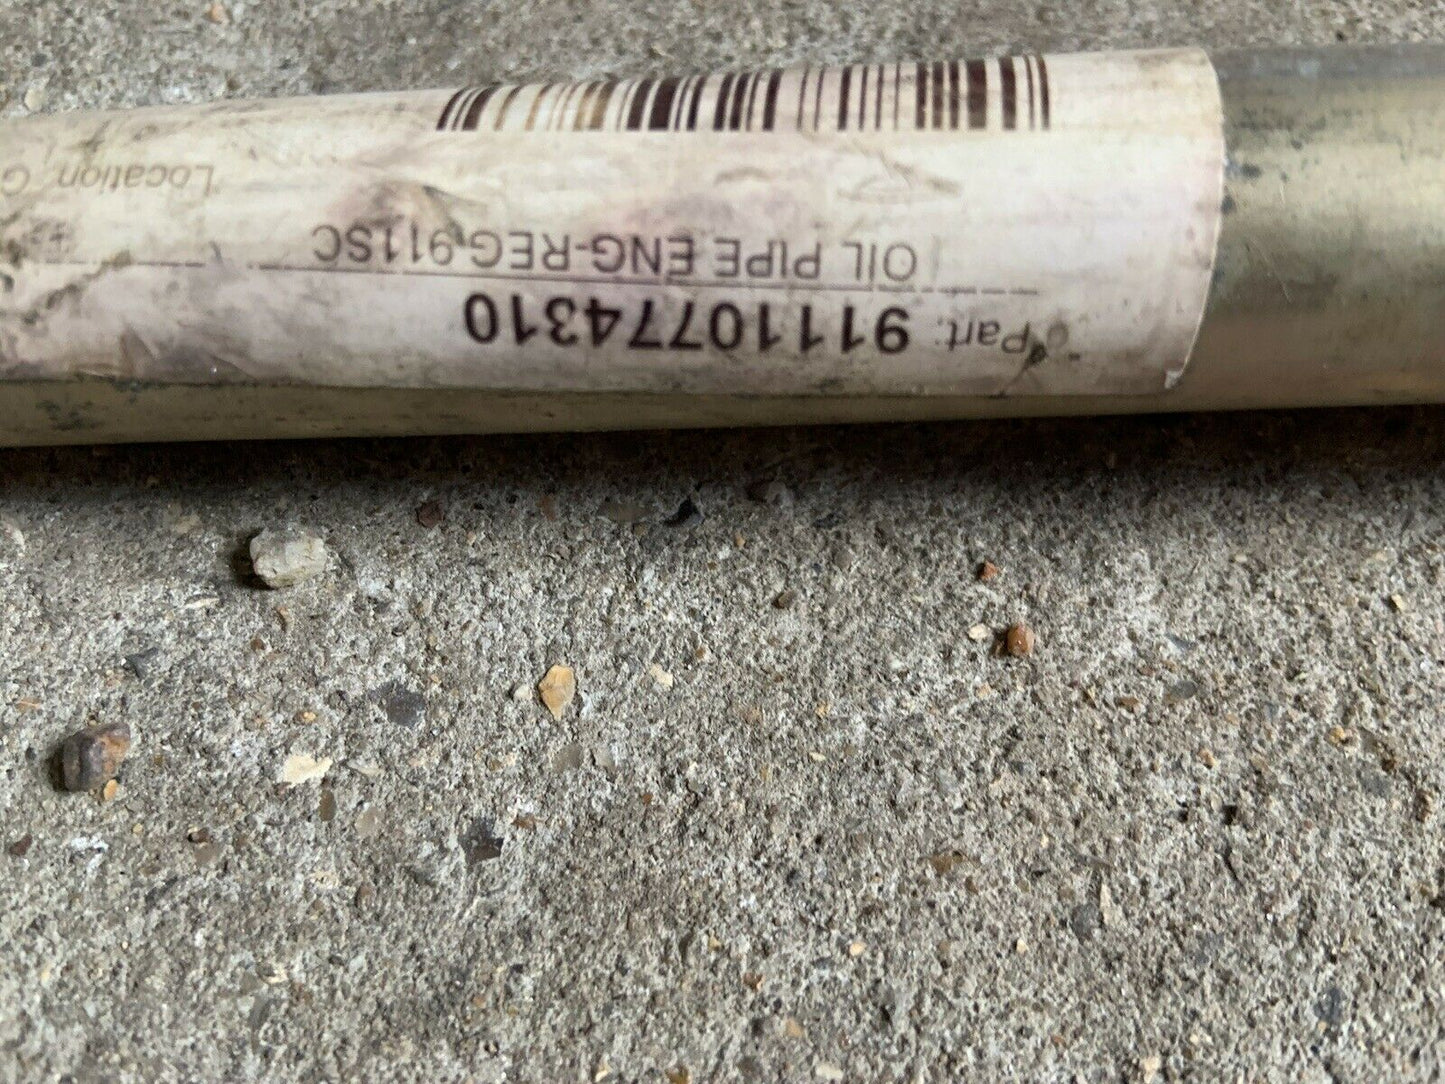 Part: 91110774310
OIL PIPE ENG-REG 911SC
Location G